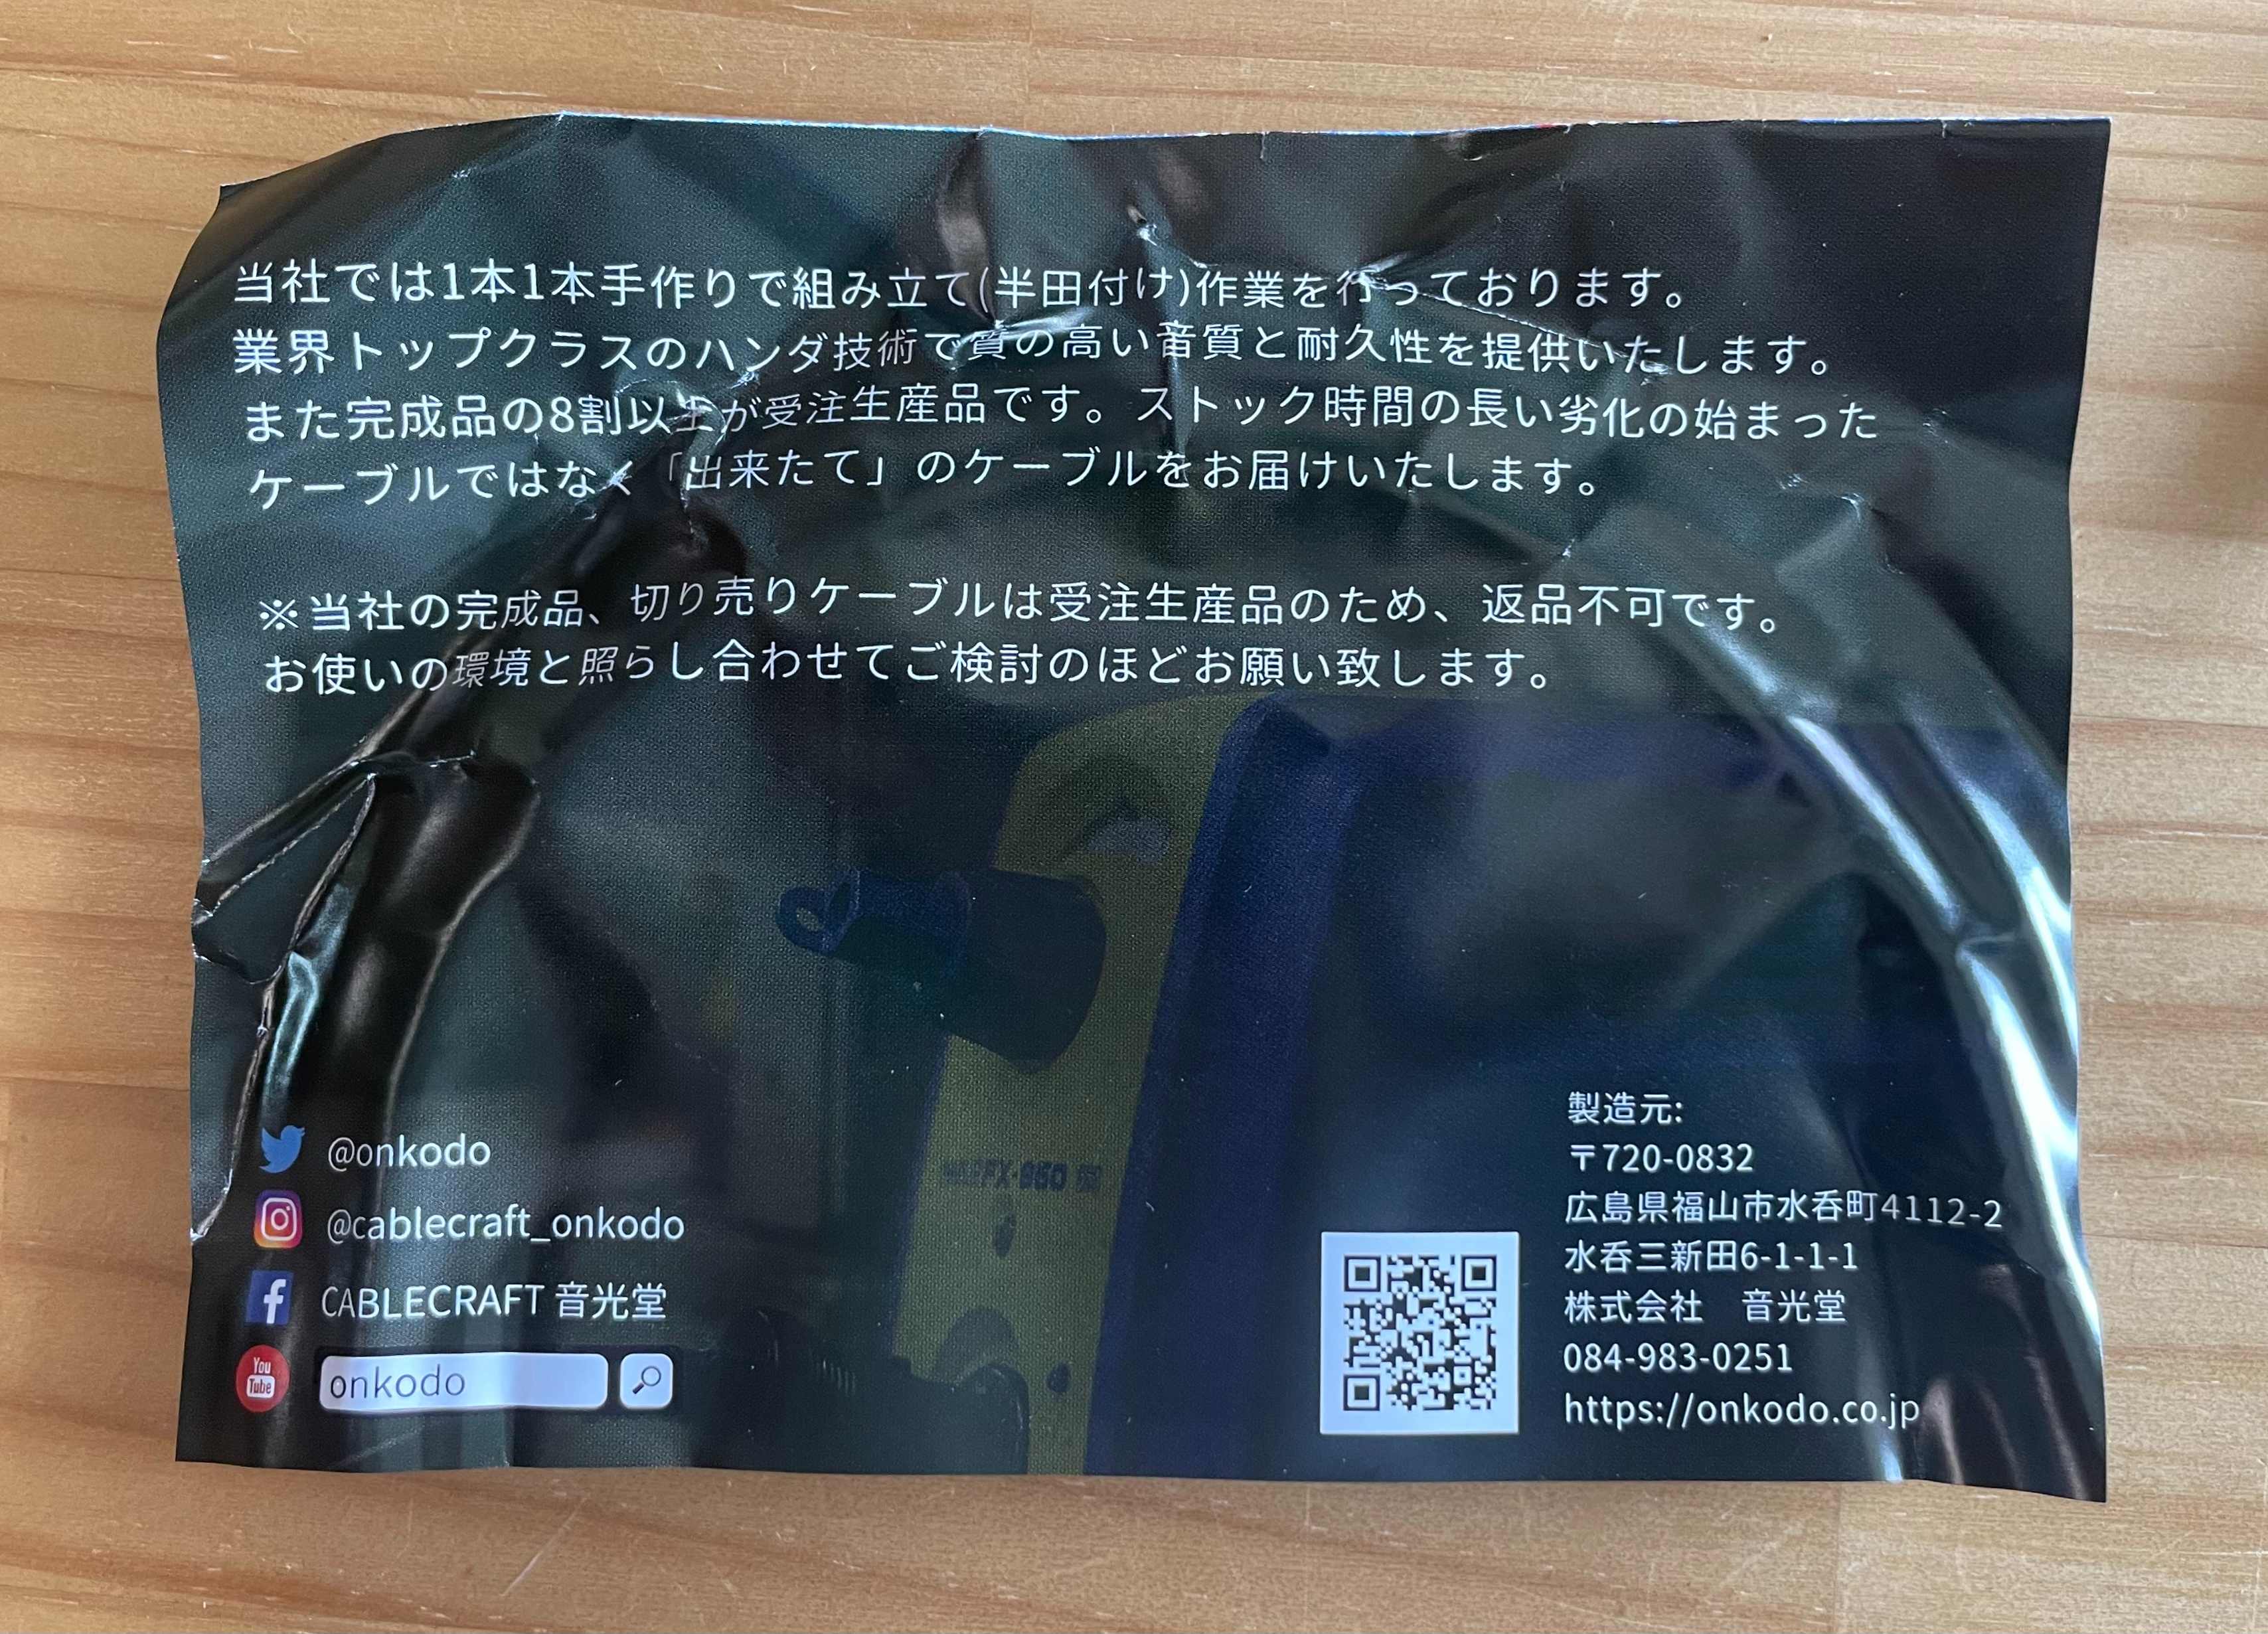 当社では1本1本手作りで組み立て(半田付け)作業を行っております。
業界トップクラスのハンダ技術で質の高い音質と耐久性を提供いたします。
また完成品の8割以上が受注生産品です。ストック時間の長い劣化の始まった
ケーブルではなく「出来たて」のケーブルをお届けいたします。
※当社の完成品、切り売りケーブルは受注生産品のため、返品不可です。
お使いの環境と照らし合わせてご検討のほどお願い致します。
@onkodo
@cablecraft_onkodo
CABLECRAFT 音光堂
You Tube
onkodo
製造元:
〒720-0832
広島県福山市水呑町4112-2
水呑三新田6-1-1-1
株式会社　音光堂
084-983-0251
https://onkodo.co.jp